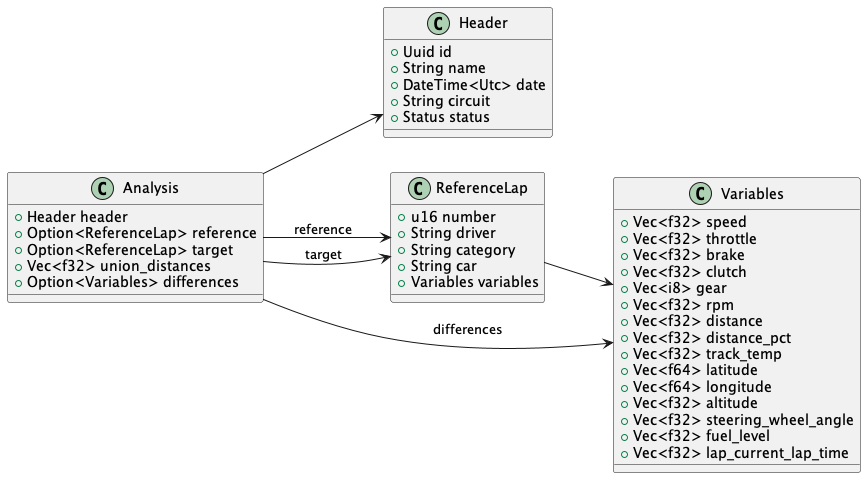 C Header
Uuid id
String name
DateTime<Utc> date
String circuit
Status status
C Analysis
Header header
Option<ReferenceLap> reference
Option<ReferenceLap> target
Vec<f32> union_distances
Option<Variables> differences
reference
target
differences
C ReferenceLap
u16 number
String driver
String category
String car
Variables variables
C Variables
Vec<f32> speed
Vec<f32> throttle
Vec<f32> brake
Vec<f32> clutch
Vec<i8> gear
Vec<f32> rpm
Vec<f32> distance
Vec<f32> distance_pct
Vec<f32> track_temp
Vec<f64> latitude
Vec<f64> longitude
Vec<f32> altitude
Vec<f32> steering_wheel_angle
Vec<f32> fuel_level
Vec<f32> lap_current_lap_time